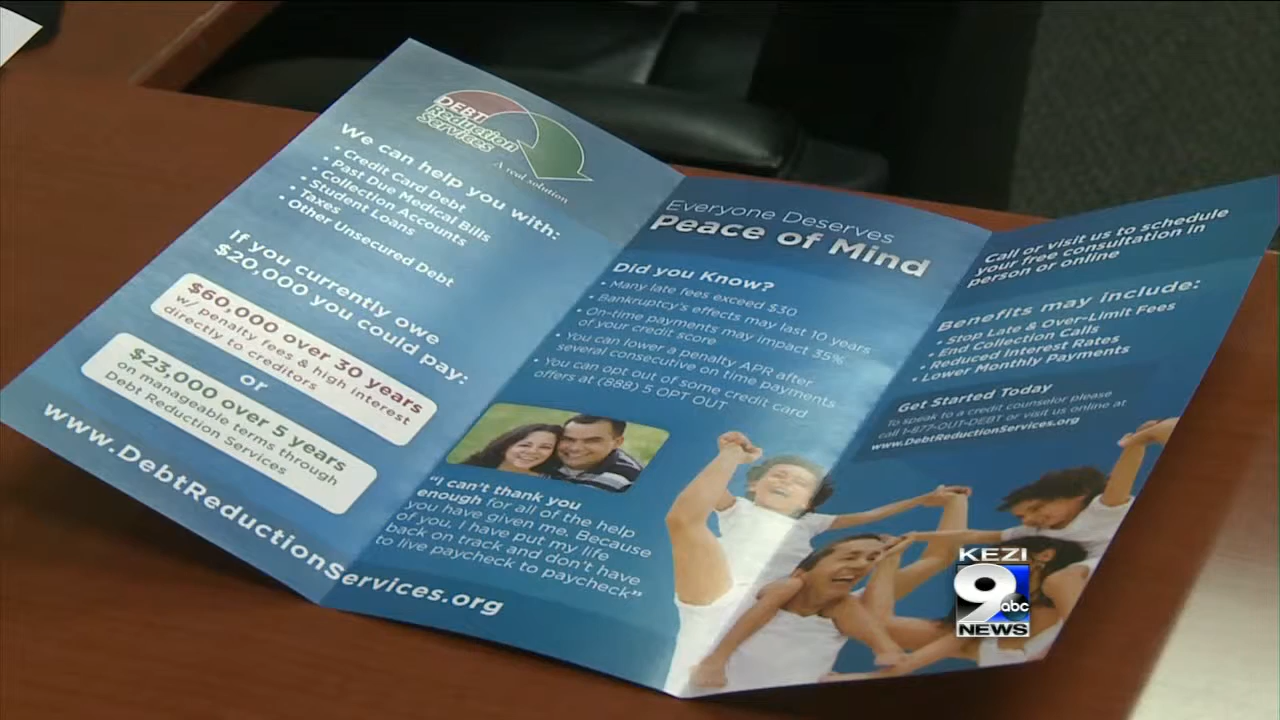 DEBT
Reduction
Services
A real solution
We can help you with:
• Credit Card Debt
• Past Due Medical Bills
• Collection Accounts
• Student Loans
• Taxes
• Other Unsecured Debt
If you currently owe
$20,000 you could pay:
$60,000 over 30 years
w/ penalty fees & high interest
directly to creditors
or
$23,000 over 5 years
on manageable terms through
Debt Reduction Services
www.DebtReductionServices.org
Everyone Deserves
Peace of Mind
Did you Know?
• Many late fees exceed $30
• Bankruptcy's effects may last 10 years
• On-time payments may impact 35%
of your credit score
• You can lower a penalty APR after
several consecutive on time payments
• You can opt out of some credit card
offers at (888) 5 OPT OUT
"I can't thank you
enough for all of the help
you have given me. Because
of you, I have put my life
back on track and don't have
to live paycheck to paycheck"
Call or visit us to schedule
your free consultation in
person or online
Benefits may include:
• Stop Late & Over-Limit Fees
• End Collection Calls
• Reduced Interest Rates
• Lower Monthly Payments
Get Started Today
To speak to a credit counselor please
call 1-877-OUT-DEBT or visit us online at
www.DebtReductionServices.org
KEZI
9
abc
NEWS